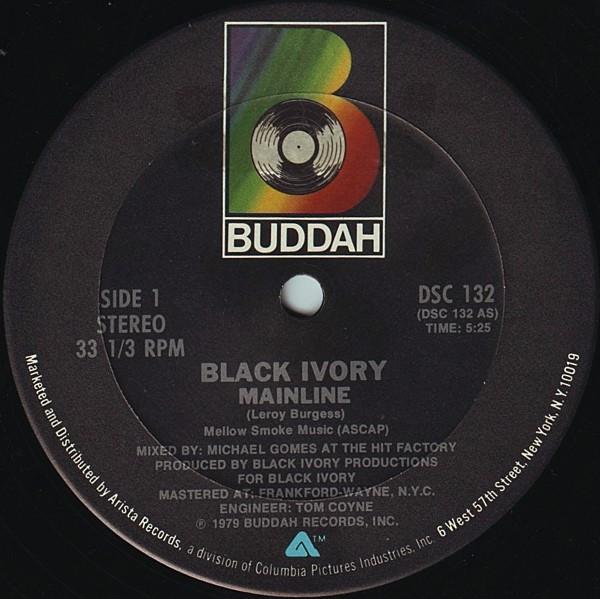 BUDDAH
SIDE 1
STEREO
33 1/3 RPM
DSC 132
(DSC 132 AS)
TIME: 5:25
BLACK IVORY
MAINLINE
(Leroy Burgess)
Mellow Smoke Music (ASCAP)
MIXED BY: MICHAEL GOMES AT THE HIT FACTORY
PRODUCED BY BLACK IVORY PRODUCTIONS
FOR BLACK IVORY
MASTERED AT: FRANKFORD-WAYNE, N.Y.C.
ENGINEER: TOM COYNE
℗ 1979 BUDDAH RECORDS, INC.
TM
Marketed and Distributed by Arista Records, a division of Columbia Pictures Industries, Inc. 6 West 57th Street, New York, N.Y. 10019